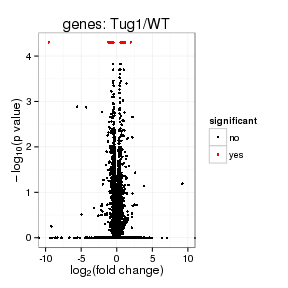 genes: Tug1/WT
−log10(p value)
4
3
2
1
0
-10
-5
0
5
10
log2(fold change)
significant
no
yes